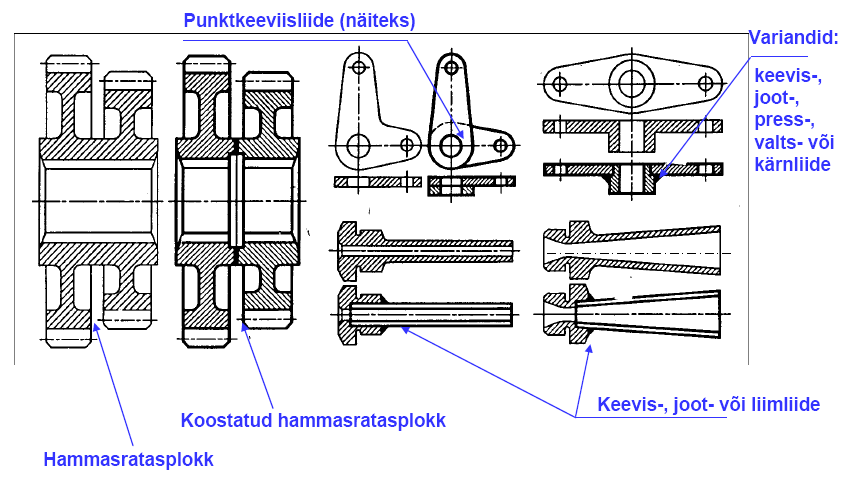 Punktkeeviisliide (näiteks)
Variandid:
keevis-,
joot-,
press-,
valts- või
kärnliide
Keevis-, joot- või liimliide
Koostatud hammasratasplokk
Hammasratasplokk